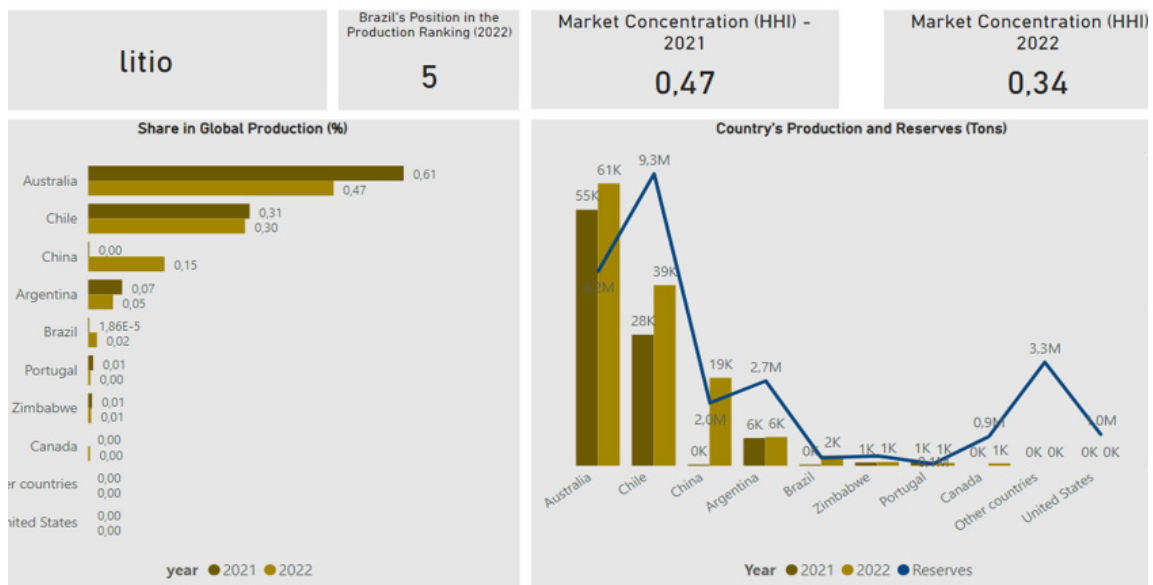 litio
Brazil's Position in the
Production Ranking (2022)
5
Market Concentration (HHI) -
2021
0,47
Market Concentration (HHI)
2022
0,34
Share in Global Production (%)
Australia
0,61
0,47
Chile
0,31
0,30
China
0,00
0,15
Argentina
0,07
0,05
Brazil
1,86E-5
0,02
Portugal
0,01
0,00
Zimbabwe
0,01
0,01
Canada
0,00
0,00
er countries
0,00
0,00
nited States
0,00
0,00
year 2021 2022
Country's Production and Reserves (Tons)
9,3M
61K
55K
39K
28K
3,3M
2,7M
19K
2,0M
0,9M
6K 6K
0K
0K
2K
1K 1K
1K 1K
0K 1K
0K 0K
0K 0K
Australia
Chile
China
Argentina
Brazil
Zimbabwe
Portugal
Canada
Other countries
United States
Year 2021 2022 Reserves